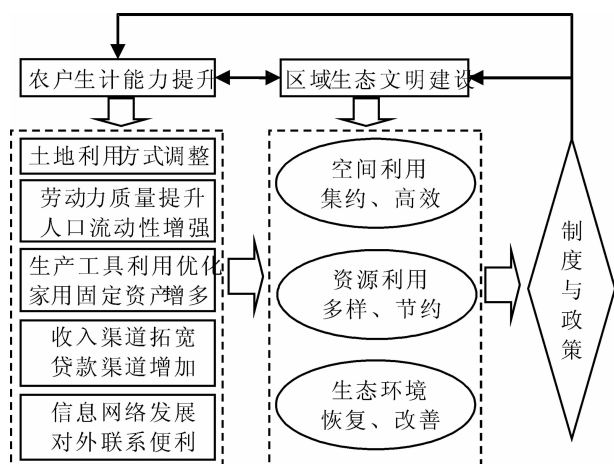 农户生计能力提升
区域生态文明建设
土地利用方式调整
劳动力质量提升
人口流动性增强
生产工具利用优化
家用固定资产增多
收入渠道拓宽
贷款渠道增加
信息网络发展
对外联系便利
空间利用
集约、高效
资源利用
多样、节约
生态环境
恢复、改善
制度与政策